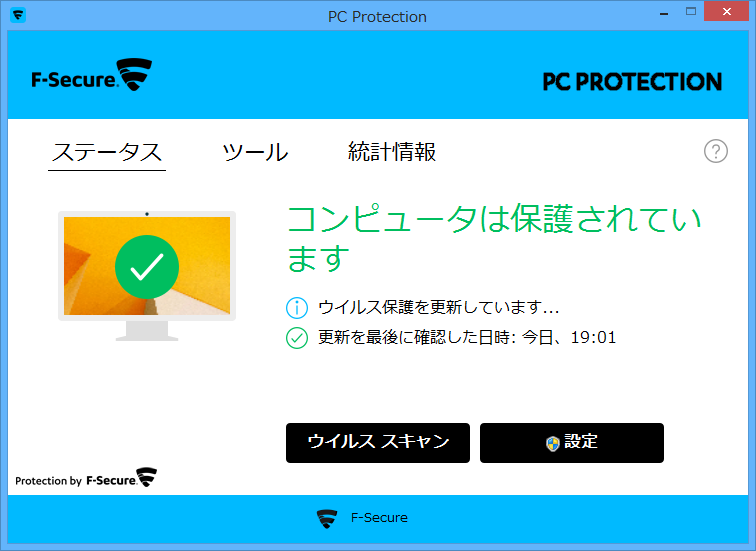 PC Protection
F-Secure.
PC PROTECTION
ステータス
ツール
統計情報
?
コンピュータは保護されてい
ます
ウイルス保護を更新しています...
更新を最後に確認した日時: 今日、19:01
ウイルス スキャン
設定
Protection by F-Secure.
F-Secure